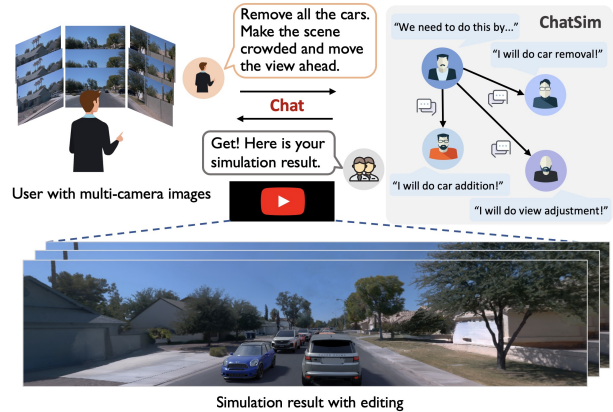 Remove all the cars.
Make the scene
crowded and move
the view ahead.
Chat
Get! Here is your
simulation result.
User with multi-camera images
ChatSim
“We need to do this by...”
“I will do car removal!”
“I will do car addition!”
“I will do view adjustment!”
Simulation result with editing